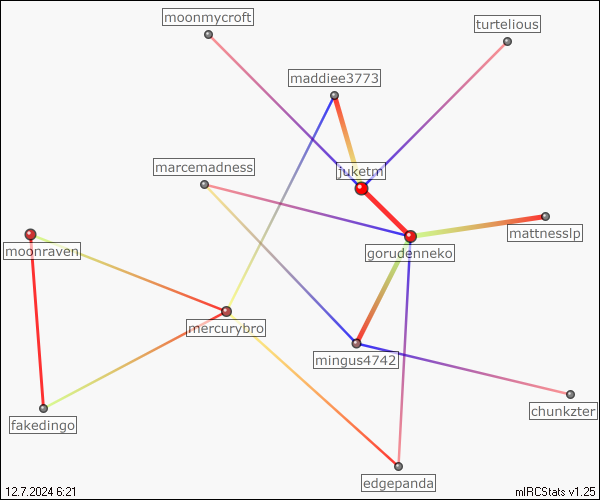 moonmycroft
turtelious
maddiee3773
marcemadness
juketm
mattnesslp
moonraven
gorudenneko
mercurybro
mingus4742
chunkzter
fakedingo
edgepanda
12.7.2024 6:21
mIRCStats v1.25